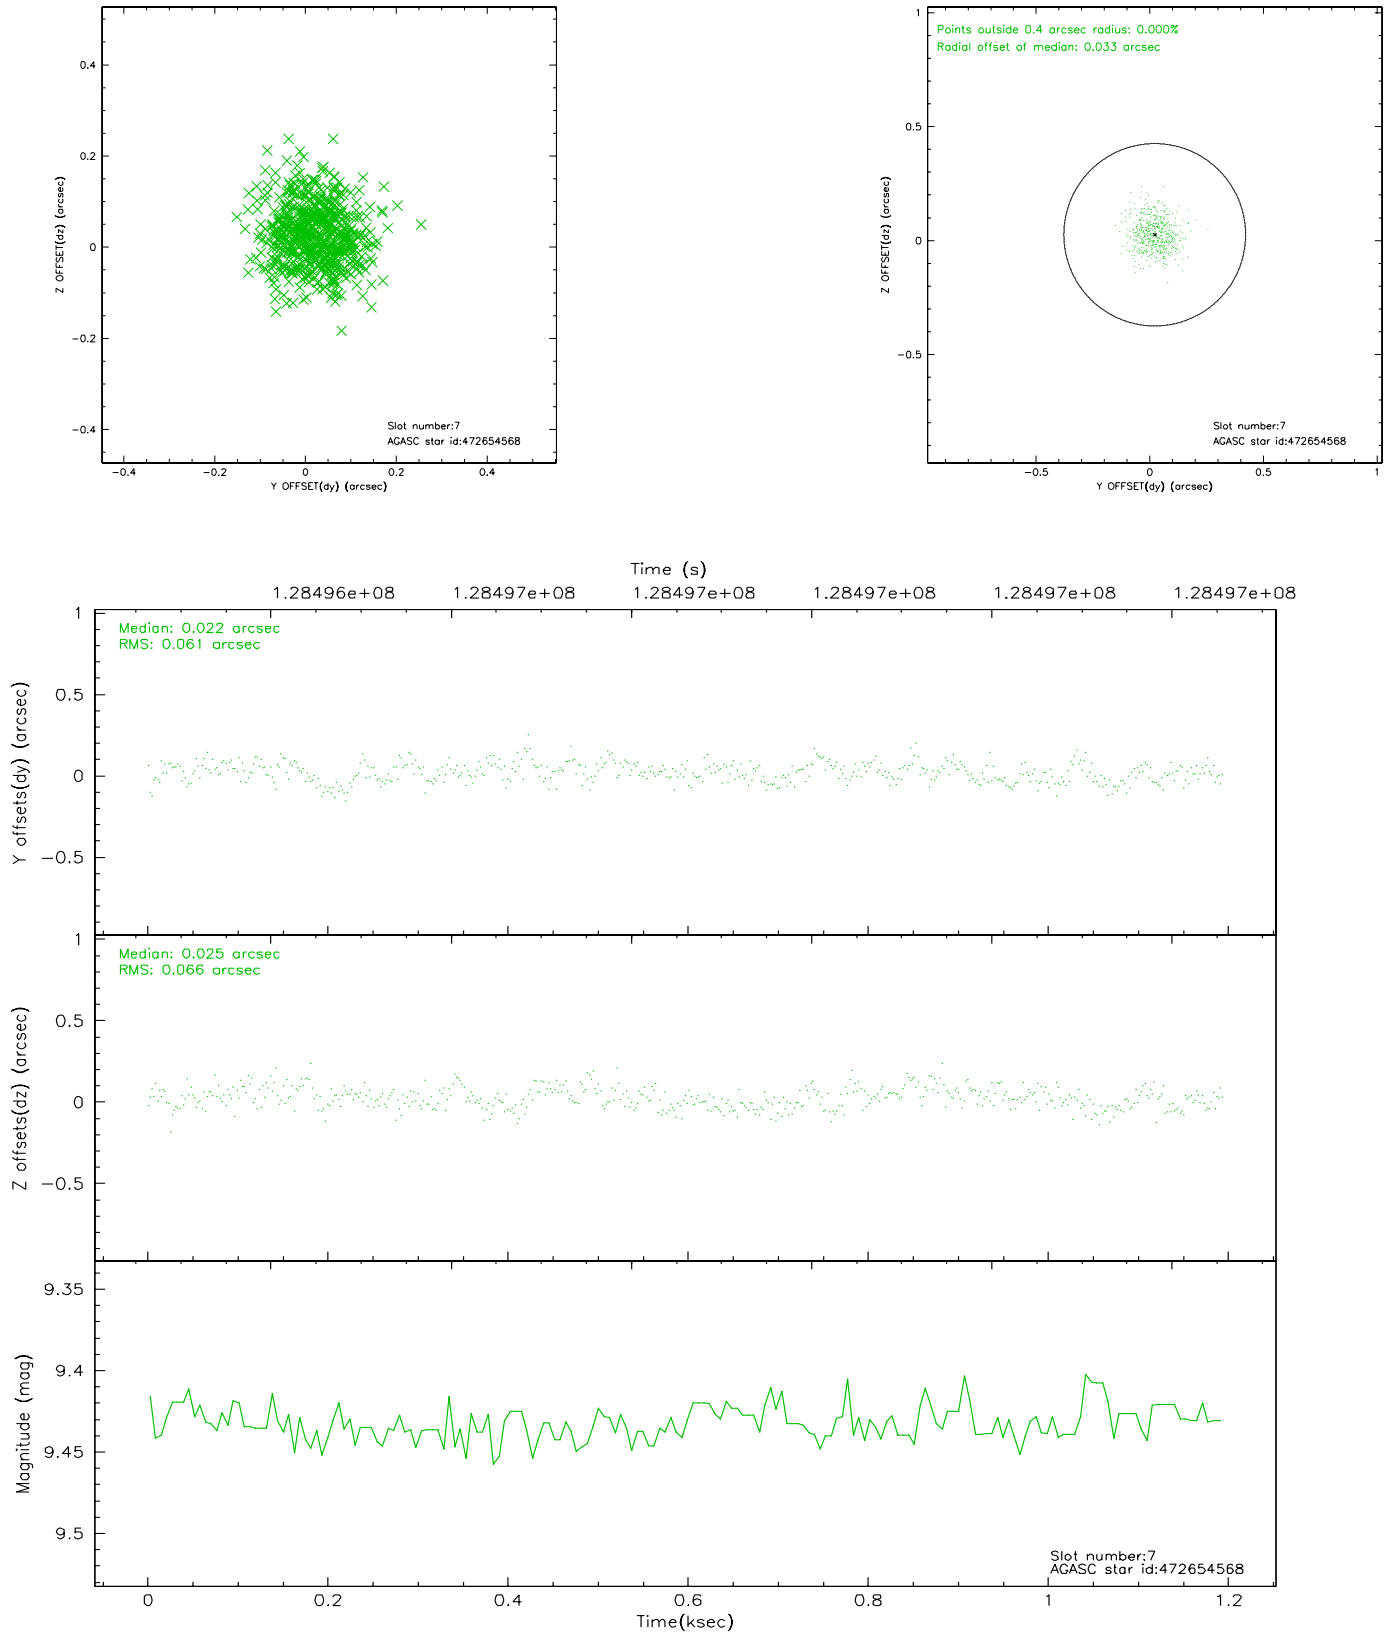 0.4
0.2
0
−0.2
−0.4
Z OFFSET(dz) (arcsec)
Slot number:7
AGASC star id:472654568
−0.4 −0.2 0 0.2 0.4
Y OFFSET(dy) (arcsec)
Points outside 0.4 arcsec radius: 0.000%
Radial offset of median: 0.033 arcsec
1
0.5
0
−0.5
Z OFFSET(dz) (arcsec)
Slot number:7
AGASC star id:472654568
−0.5 0 0.5 1
Y OFFSET(dy) (arcsec)
Time (s)
1.28496e+08 1.28497e+08 1.28497e+08 1.28497e+08 1.28497e+08 1.28497e+08
Median: 0.022 arcsec
RMS: 0.061 arcsec
1
0.5
0
−0.5
Y offsets(dy) (arcsec)
Median: 0.025 arcsec
RMS: 0.066 arcsec
1
0.5
0
−0.5
Z offsets(dz) (arcsec)
9.35
9.4
9.45
9.5
Magnitude (mag)
Slot number:7
AGASC star id:472654568
0 0.2 0.4 0.6 0.8 1 1.2
Time(ksec)